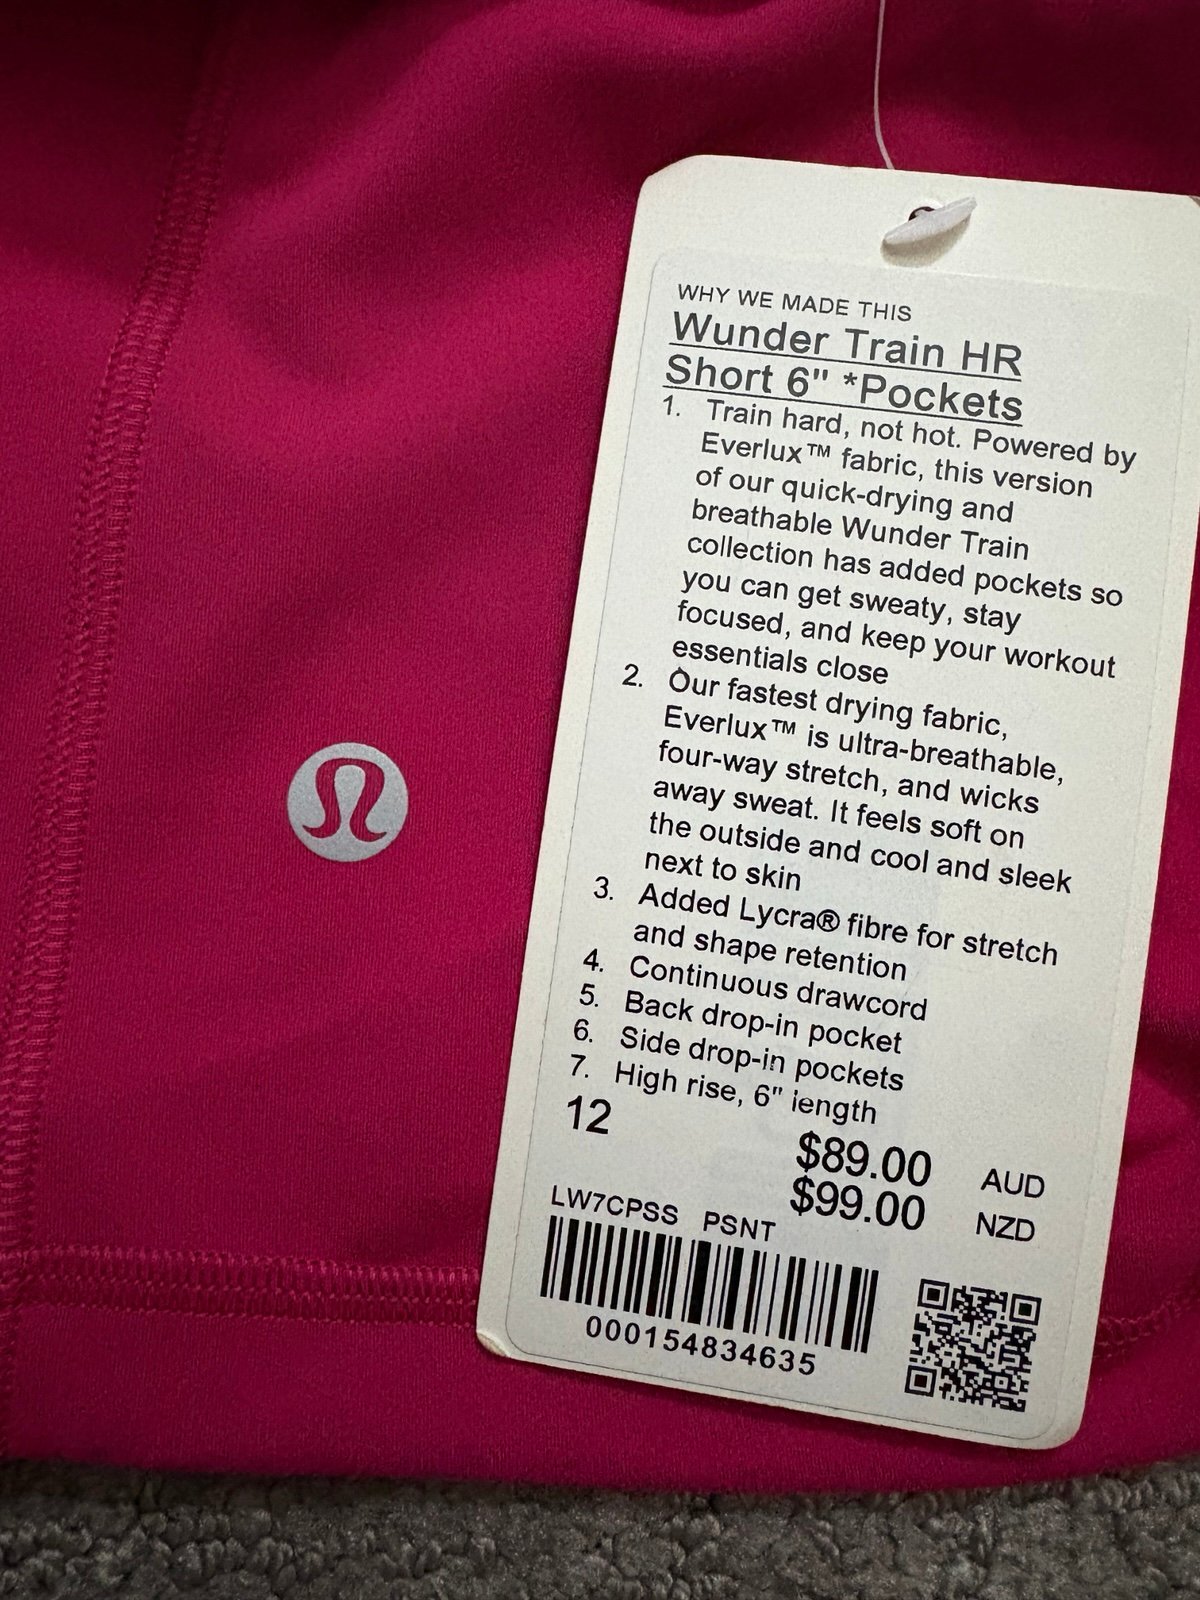 WHY WE MADE THIS
Wunder Train HR
Short 6" *Pockets
1. Train hard, not hot. Powered by
Everlux™ fabric, this version
of our quick-drying and
breathable Wunder Train
collection has added pockets so
you can get sweaty, stay
focused, and keep your workout
essentials close
2. Our fastest drying fabric,
Everlux™ is ultra-breathable,
four-way stretch, and wicks
away sweat. It feels soft on
the outside and cool and sleek
next to skin
3. Added Lycra® fibre for stretch
and shape retention
4. Continuous drawcord
5. Back drop-in pocket
6. Side drop-in pockets
7. High rise, 6" length
12
$89.00 AUD
$99.00 NZD
LW7CPSS PSNT
000154834635